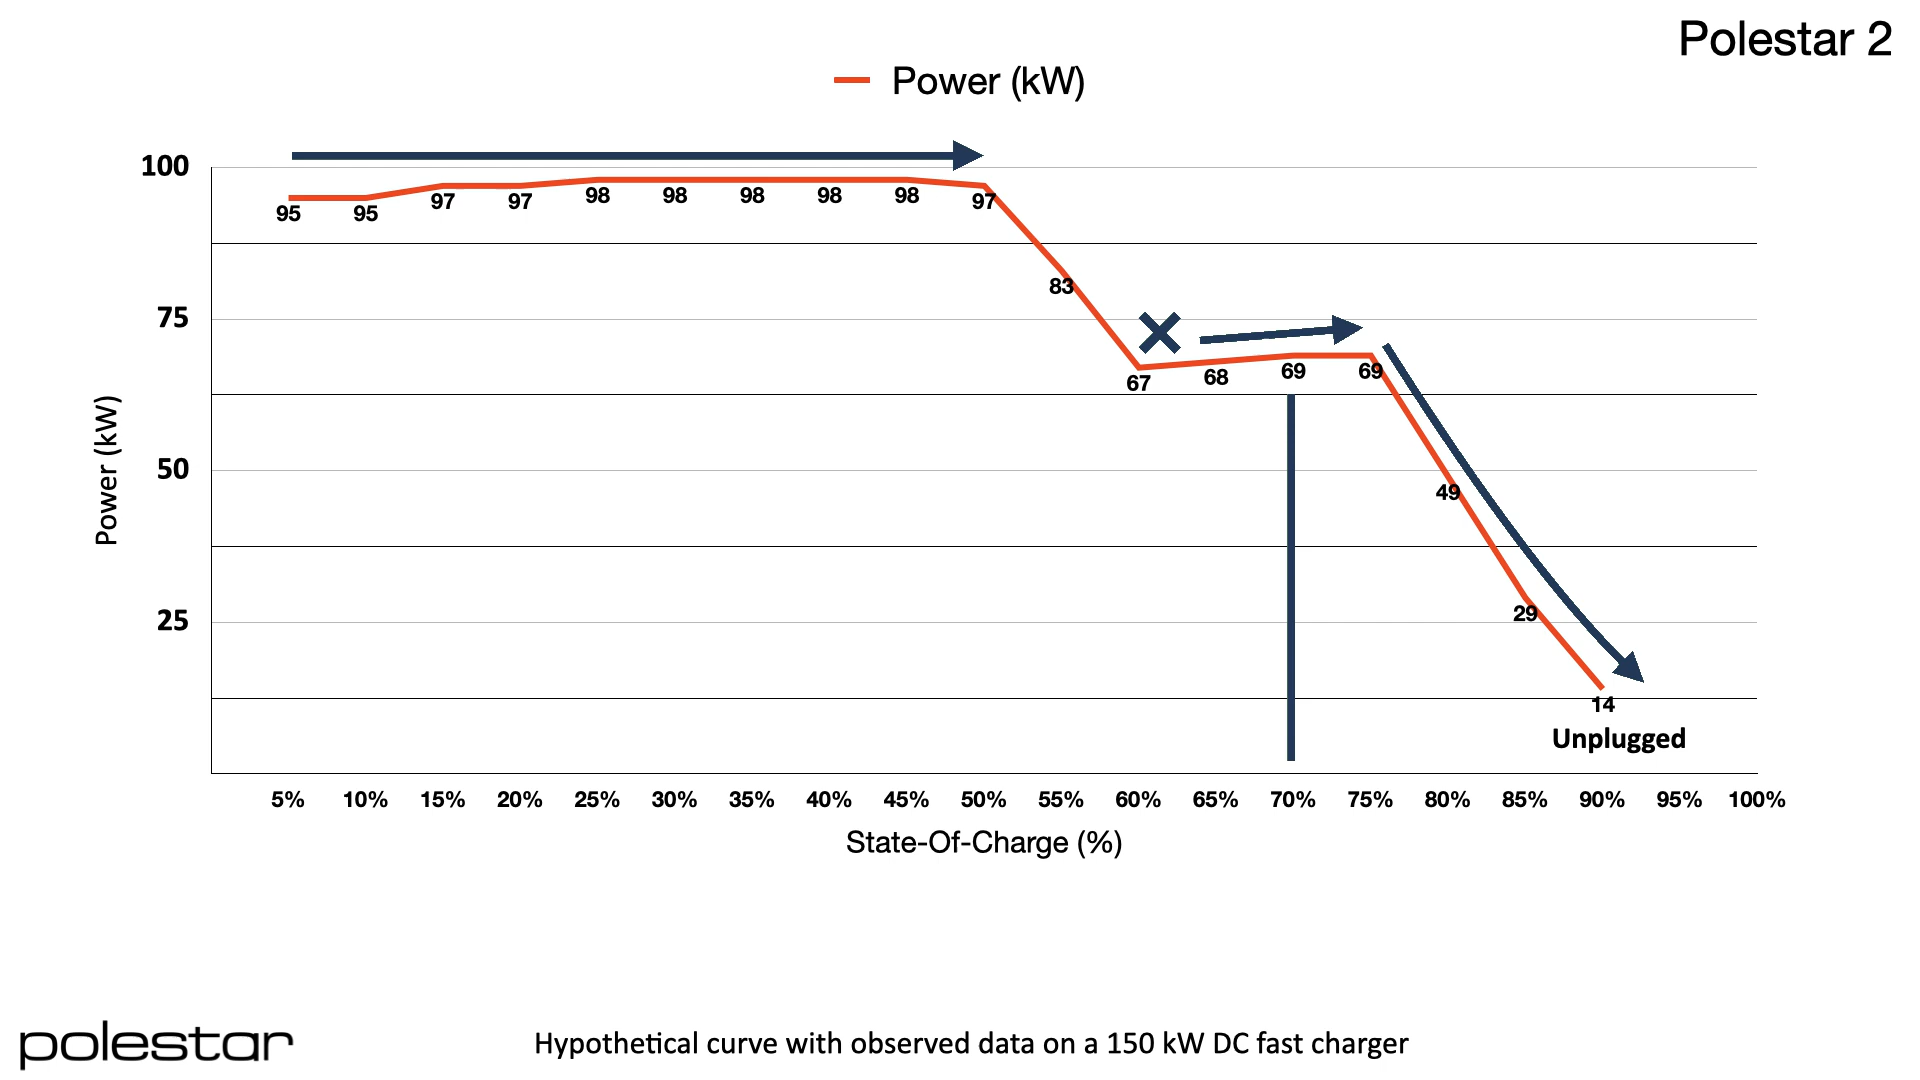 Polestar 2
Power (kW)
100
75
50
25
Power (kW)
95 95 97 97 98 98 98 98 98 97
83
67 68 69 69
49
29
14
Unplugged
5% 10% 15% 20% 25% 30% 35% 40% 45% 50% 55% 60% 65% 70% 75% 80% 85% 90% 95% 100%
State-Of-Charge (%)
polestar
Hypothetical curve with observed data on a 150 kW DC fast charger